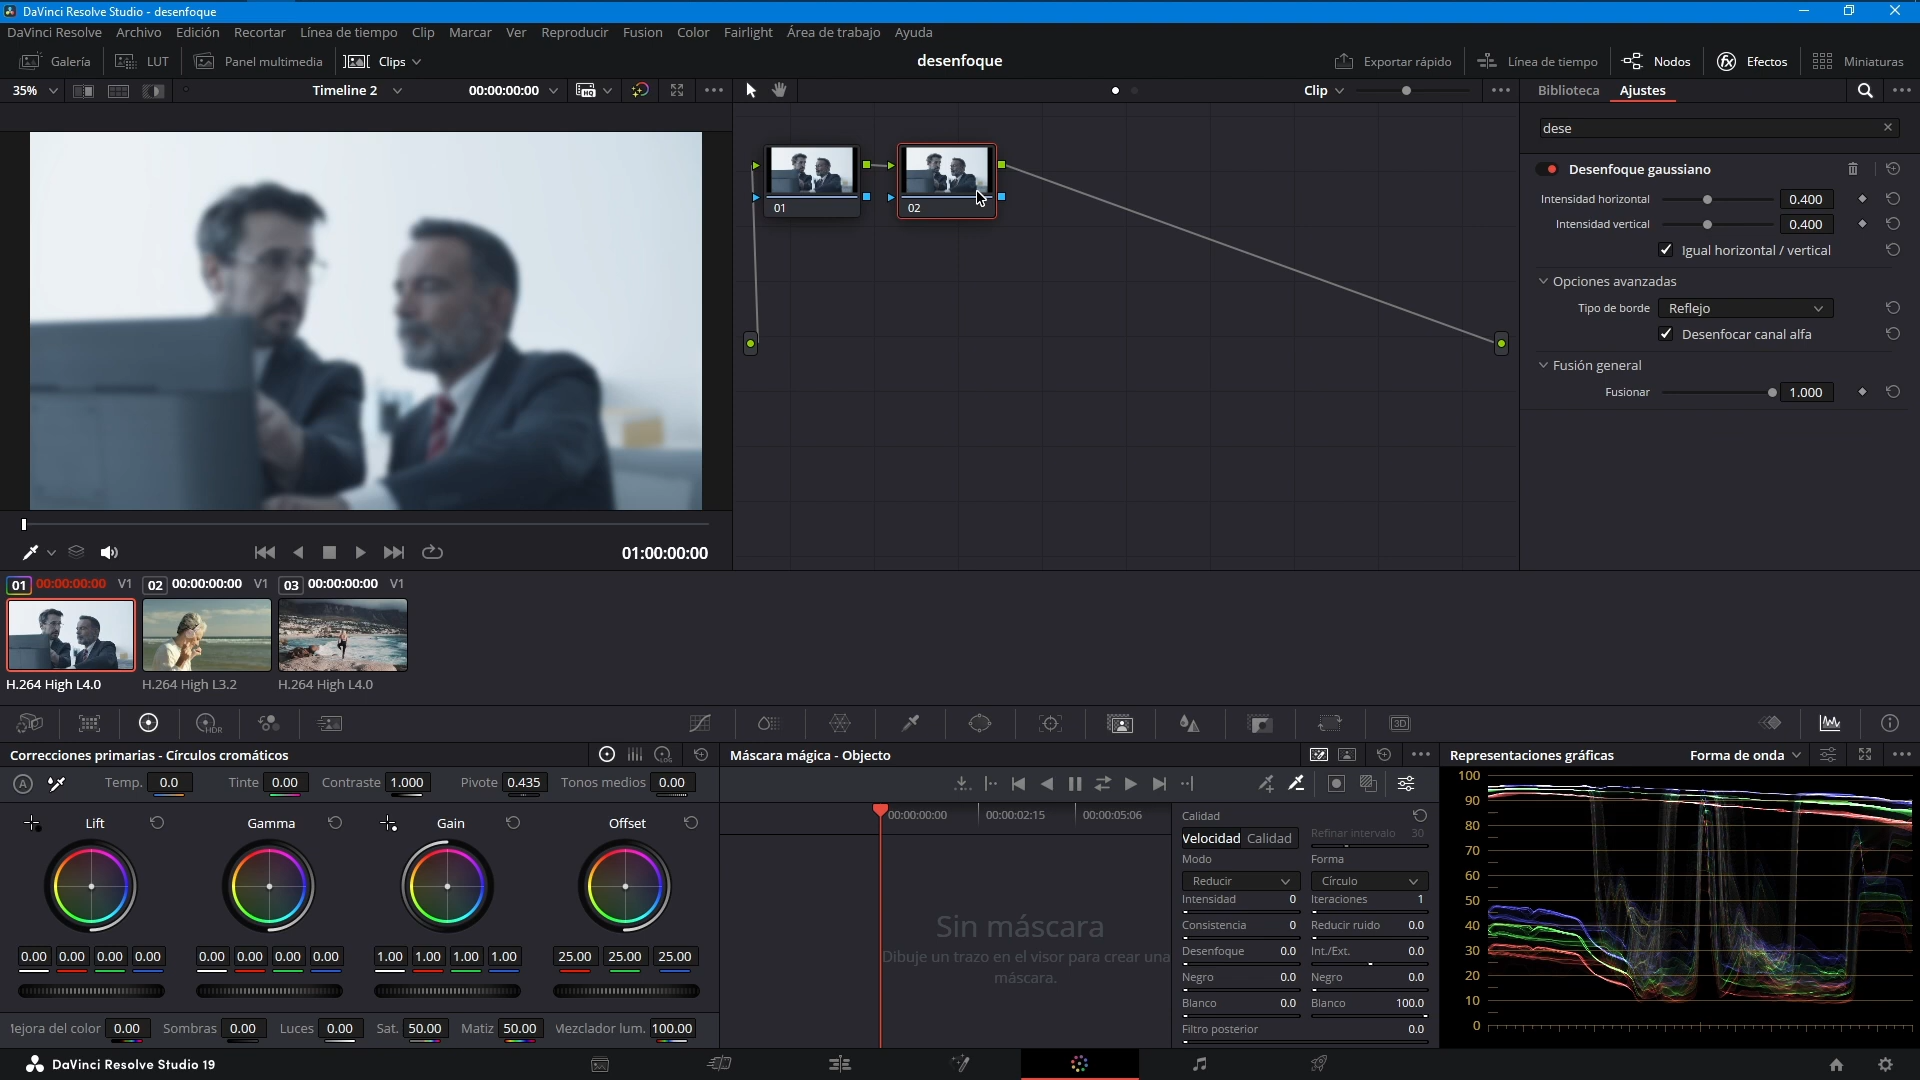 DaVinci Resolve Studio - desenfoque
DaVinci Resolve Archivo Edición Recortar Línea de tiempo Clip Marcar Ver Reproducir Fusion Color Fairlight Área de trabajo Ayuda
Galería LUT Panel multimedia Clips desenfoque Exportar rápido Línea de tiempo Nodos Efectos Miniaturas
35% Timeline 2 00:00:00:00 Clip Biblioteca Ajustes
dese
Desenfoque gaussiano
Intensidad horizontal 0.400
Intensidad vertical 0.400
Igual horizontal / vertical
Opciones avanzadas
Tipo de borde Reflejo
Desenfocar canal alfa
Fusión general
Fusionar 1.000
01 02
01:00:00:00
01 00:00:00:00 V1 02 00:00:00:00 V1 03 00:00:00:00 V1
H.264 High L4.0 H.264 High L3.2 H.264 High L4.0
HDR 3D
Correcciones primarias - Círculos cromáticos
LOG
A Temp. 0.0 Tinte 0.00 Contraste 1.000 Pivote 0.435 Tonos medios 0.00
Lift Gamma Gain Offset
0.00 0.00 0.00 0.00 0.00 0.00 0.00 0.00 1.00 1.00 1.00 1.00 25.00 25.00 25.00
ejora del color 0.00 Sombras 0.00 Luces 0.00 Sat. 50.00 Matiz 50.00 ezclador lum. 100.00
Máscara mágica - Objecto
00:00:00:00 00:00:02:15 00:00:05:06
Sin máscara
Dibuje un trazo en el visor para crear una
máscara.
Calidad
Velocidad Calidad Refinar intervalo 30
Modo Forma
Reducir Círculo
Intensidad 0 Iteraciones 1
Consistencia 0 Reducir ruido 0.0
Desenfoque 0.0 Int./Ext. 0.0
Negro 0.0 Negro 0.0
Blanco 0.0 Blanco 100.0
Filtro posterior 0.0
Representaciones gráficas Forma de onda
100
90
80
70
60
50
40
30
20
10
0
DaVinci Resolve Studio 19